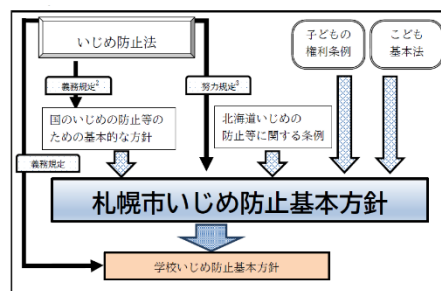 いじめ防止法
子どもの
権利条例
こども
基本法
義務規定2
努力規定3
国のいじめの防止等の
ための基本的な方針
北海道いじめの
防止等に関する条例
義務規定
札幌市いじめ防止基本方針
学校いじめ防止基本方針